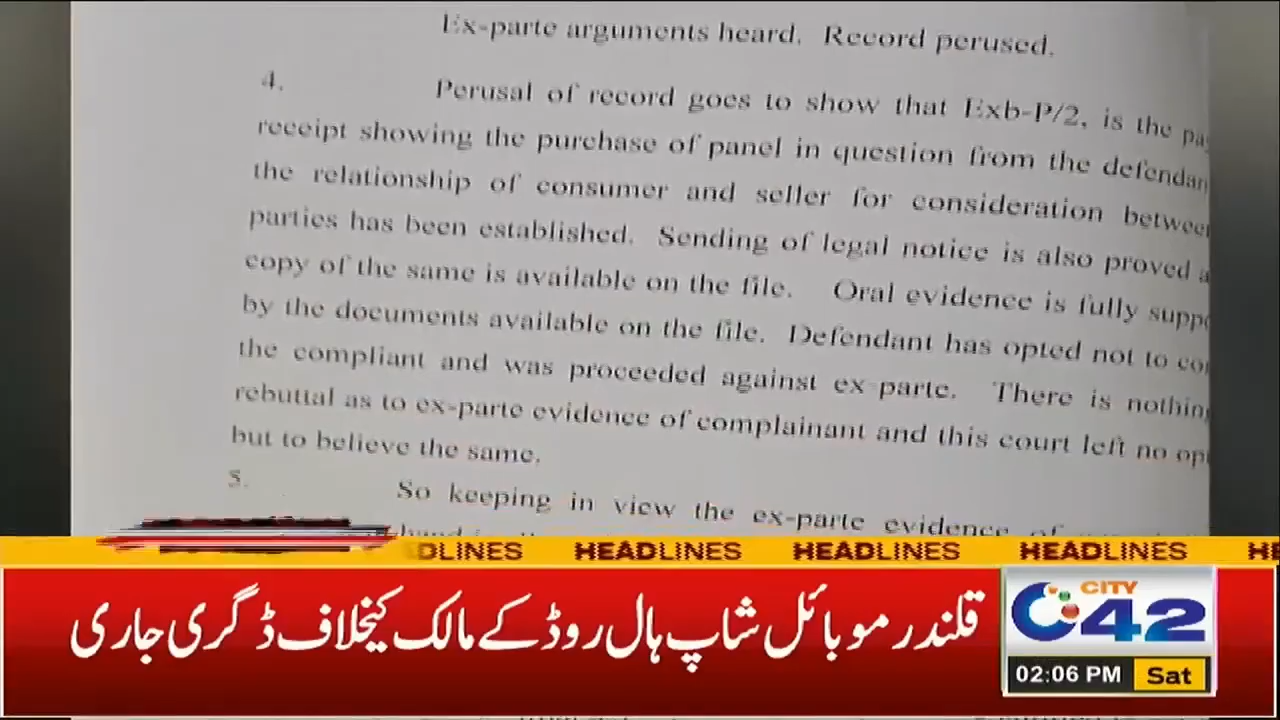 Ex-parte arguments heard. Record perused.
4. Perusal of record goes to show that Exb-P/2, is the
receipt showing the purchase of panel in question from the
the relationship of consumer and seller for consideration
parties has been established. Sending of legal notice is also proved
copy of the same is available on the file. Oral evidence is fully
by the documents available on the file. Defendant has opted not to
the compliant and was proceeded against ex-parte. There is
rebuttal as to ex-parte evidence of complainant and this court left no
but to believe the same.
5. So keeping in view the ex-parte evidence of
DLINES HEADLINES HEADLINES HEADLINES HE
قلندر موبائل شاپ ہال روڈ کے مالک کیخلاف ڈگری جاری
CITY
42
02:06 PM Sat